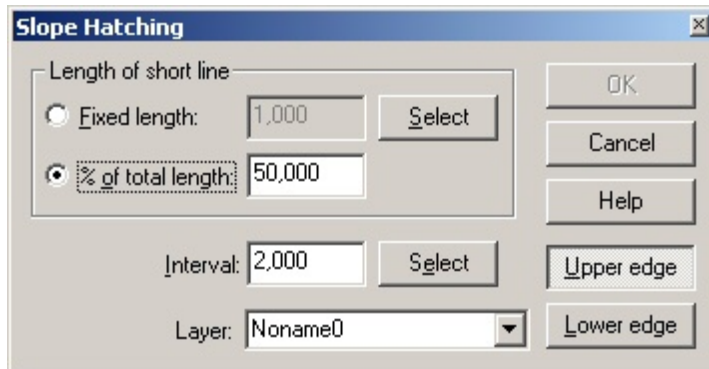 Slope Hatching
Length of short line
OK
Fixed length: 1,000 Select
Cancel
% of total length: 50,000
Help
Interval: 2,000 Select
Upper edge
Layer: Noname0
Lower edge